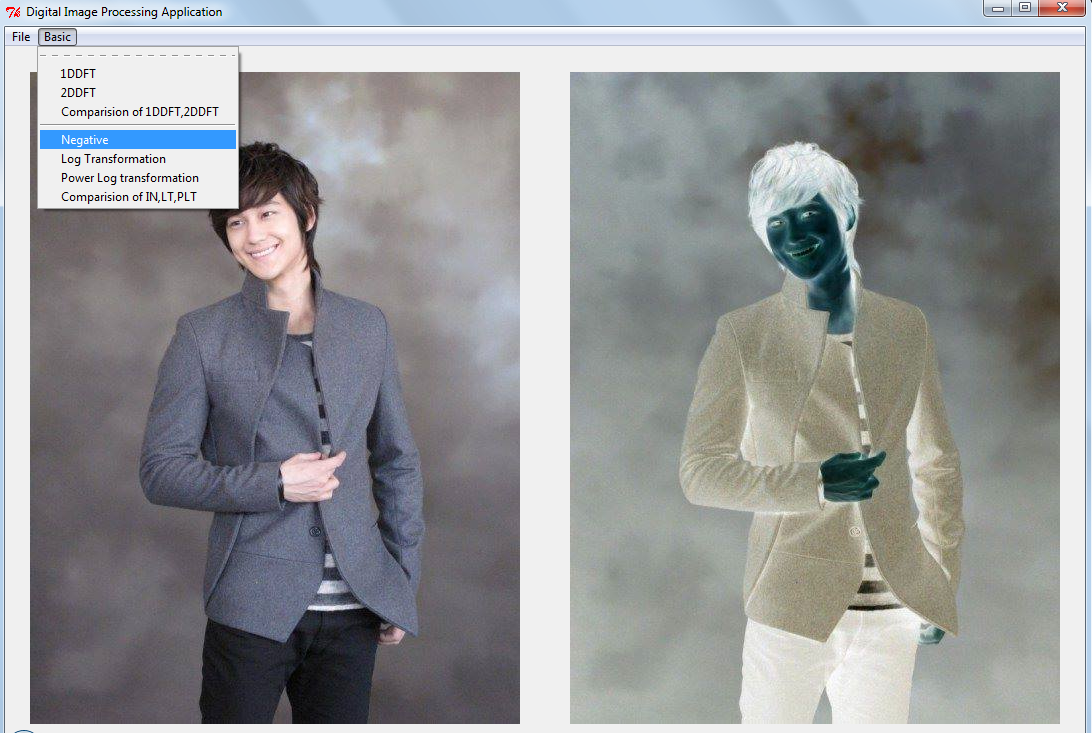 Digital Image Processing Application
File Basic
1DDFT
2DDFT
Comparision of 1DDFT,2DDFT
Negative
Log Transformation
Power Log transformation
Comparision of IN,LT,PLT